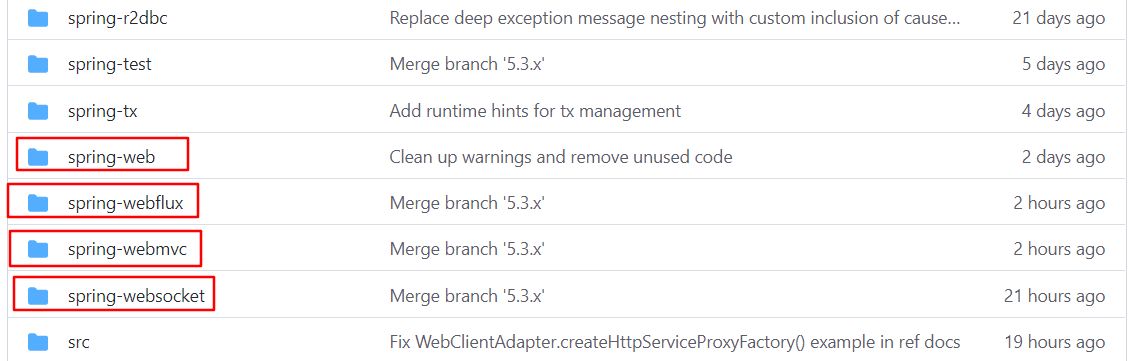 spring-r2dbc Replace deep exception message nesting with custom inclusion of cause… 21 days ago
spring-test Merge branch '5.3.x' 5 days ago
spring-tx Add runtime hints for tx management 4 days ago
spring-web Clean up warnings and remove unused code 2 days ago
spring-webflux Merge branch '5.3.x' 2 hours ago
spring-webmvc Merge branch '5.3.x' 2 hours ago
spring-websocket Merge branch '5.3.x' 21 hours ago
src Fix WebClientAdapter.createHttpServiceProxyFactory() example in ref docs 19 hours ago